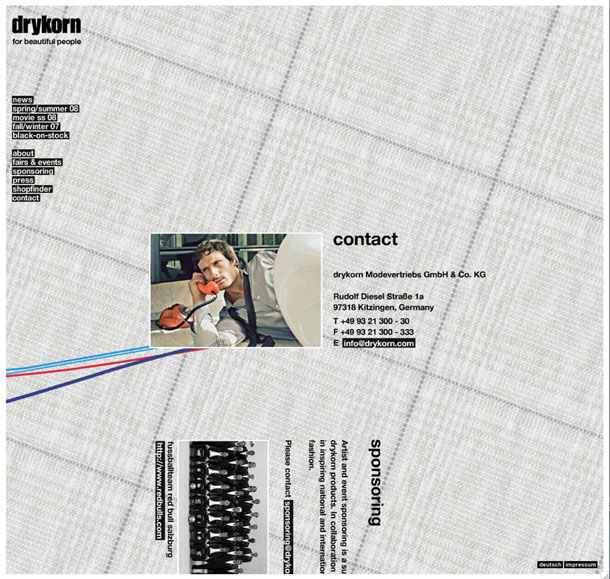 drykorn
for beautiful people
news
spring/summer 08
movie ss 08
fall/winter 07
black-on-stock
about
fairs & events
sponsoring
press
shopfinder
contact
contact
drykorn Modevertriebs GmbH & Co. KG
Rudolf Diesel Straße 1a
97318 Kitzingen, Germany
T +49 93 21 300 - 30
F +49 93 21 300 - 333
E info@drykorn.com
sponsoring
Artist and event sponsoring is a su
drykorn products. In collaboration
in inspiring national and internatio
fashion.
Please contact sponsoring@dryko
fussballteam red bull salzburg
http://www.redbulls.com
deutsch impressum